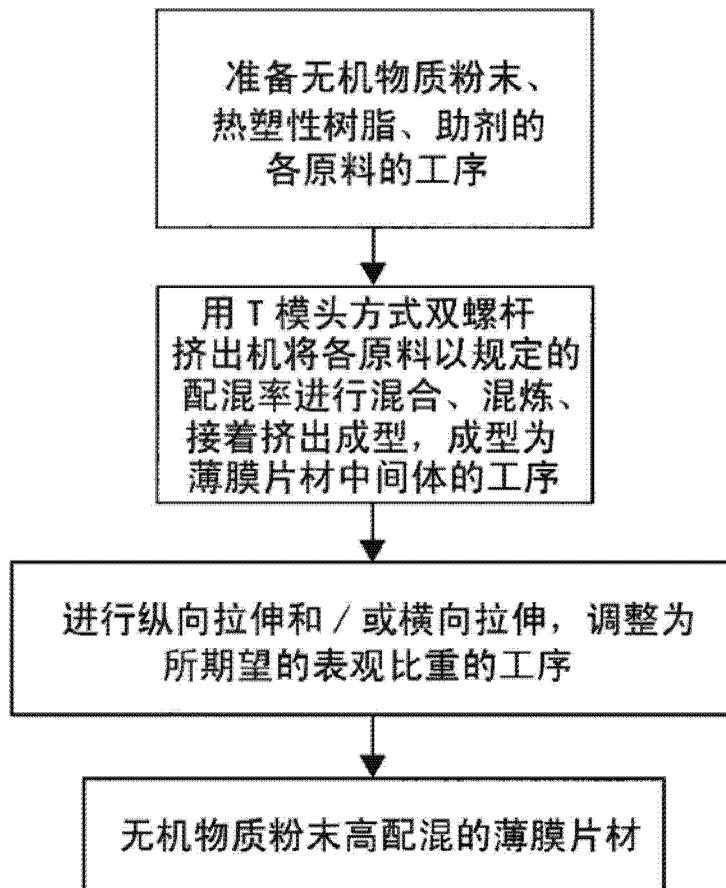 准备无机物质粉末、
热塑性树脂、助剂的
各原料的工序
用T模头方式双螺杆
挤出机将各原料以规定的
配混率进行混合、混炼、
接着挤出成型，成型为
薄膜片材中间体的工序
进行纵向拉伸和/或横向拉伸，调整为
所期望的表观比重的工序
无机物质粉末高配混的薄膜片材